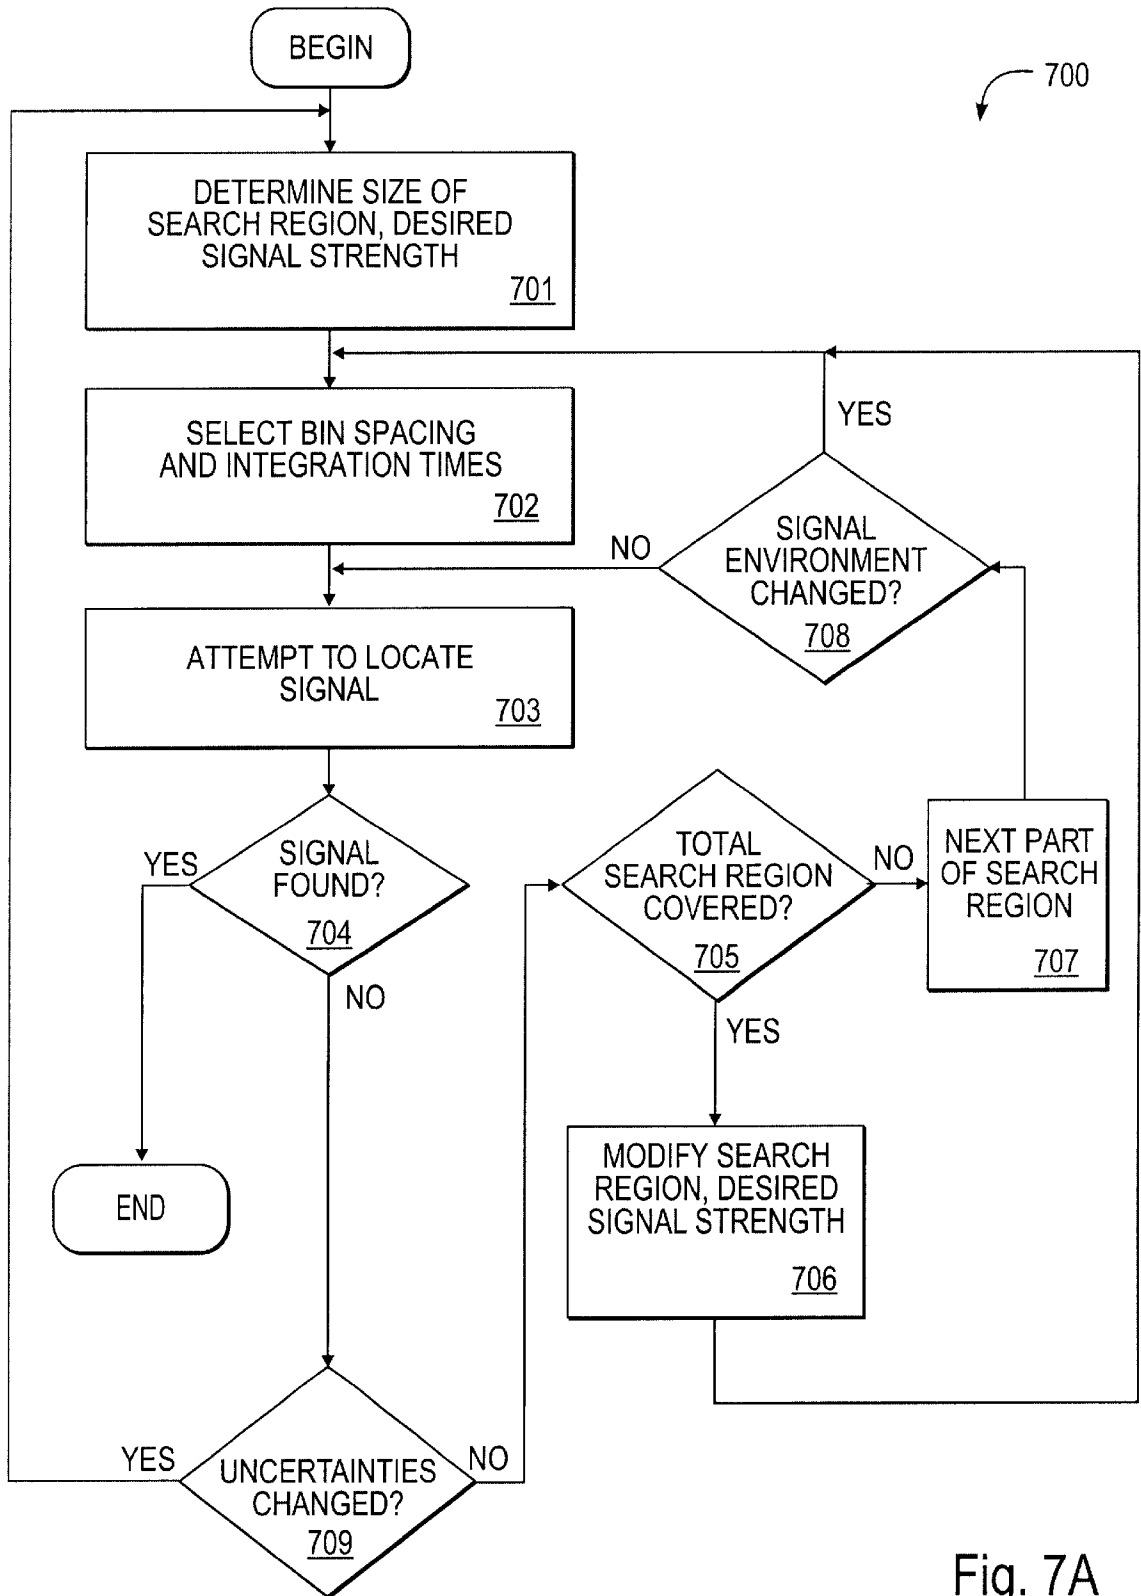 BEGIN
700
DETERMINE SIZE OF
SEARCH REGION, DESIRED
SIGNAL STRENGTH
701
SELECT BIN SPACING
AND INTEGRATION TIMES
702
YES
SIGNAL
ENVIRONMENT
CHANGED?
708
NO
ATTEMPT TO LOCATE
SIGNAL
703
SIGNAL
FOUND?
704
YES
NO
TOTAL
SEARCH REGION
COVERED?
705
NO
YES
NEXT PART
OF SEARCH
REGION
707
END
MODIFY SEARCH
REGION, DESIRED
SIGNAL STRENGTH
706
YES
UNCERTAINTIES
CHANGED?
709
NO
Fig. 7A